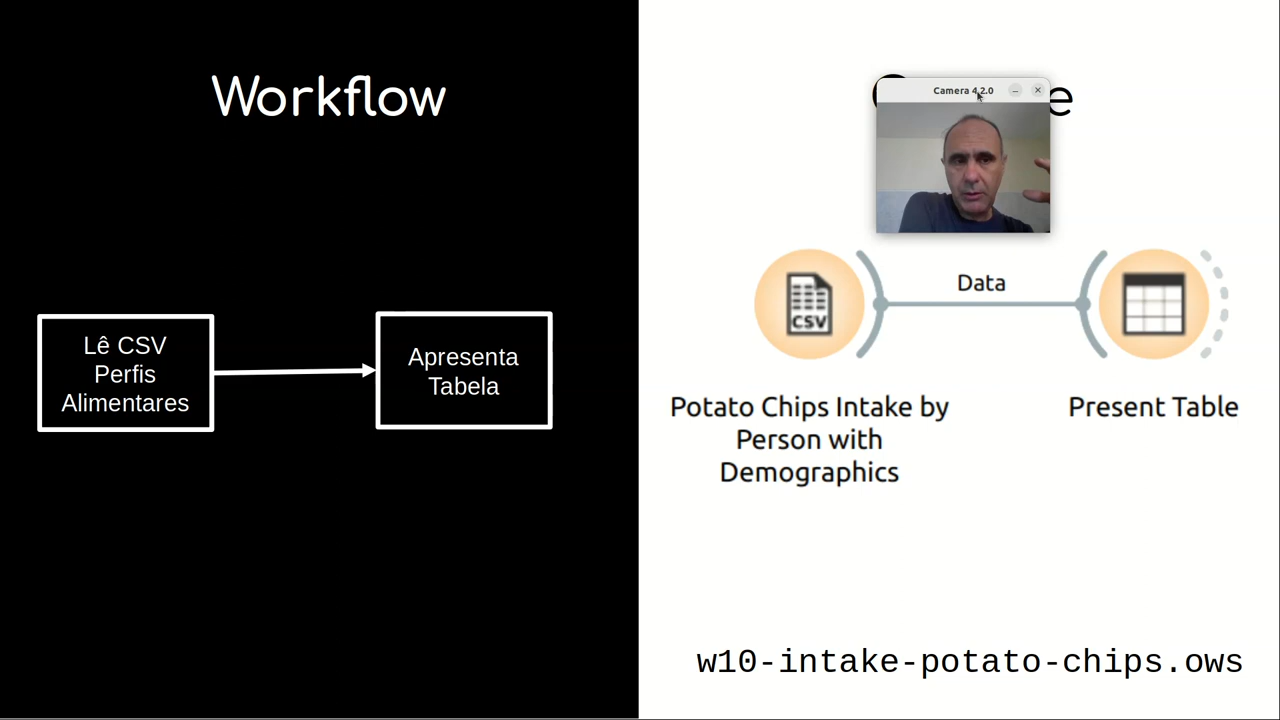 Workflow
Lê CSV
Perfis
Alimentares
Apresenta
Tabela
Camera 4.2.0
Data
CSV
Potato Chips Intake by
Person with
Demographics
Present Table
w10-intake-potato-chips.ows